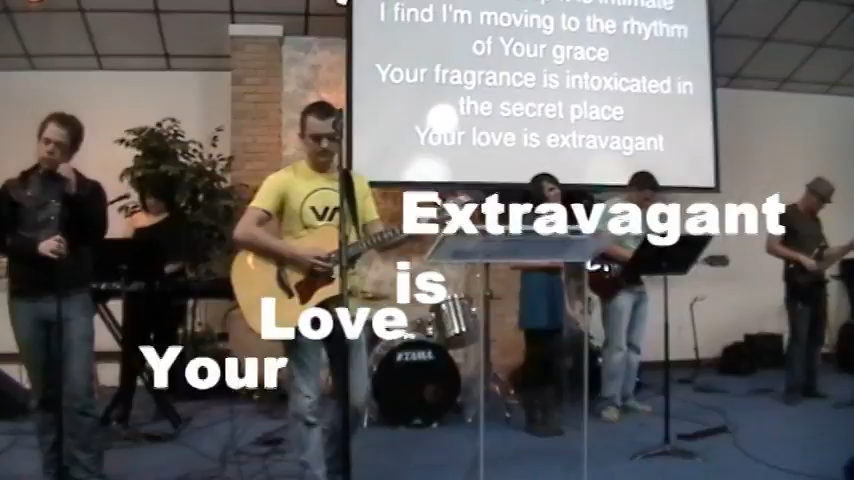 intimate
I find I'm moving to the rhythm
of Your grace
Your fragrance is intoxicated in
the secret place
Your love is extravagant
Extravagant
is
Love
Your
TAMA